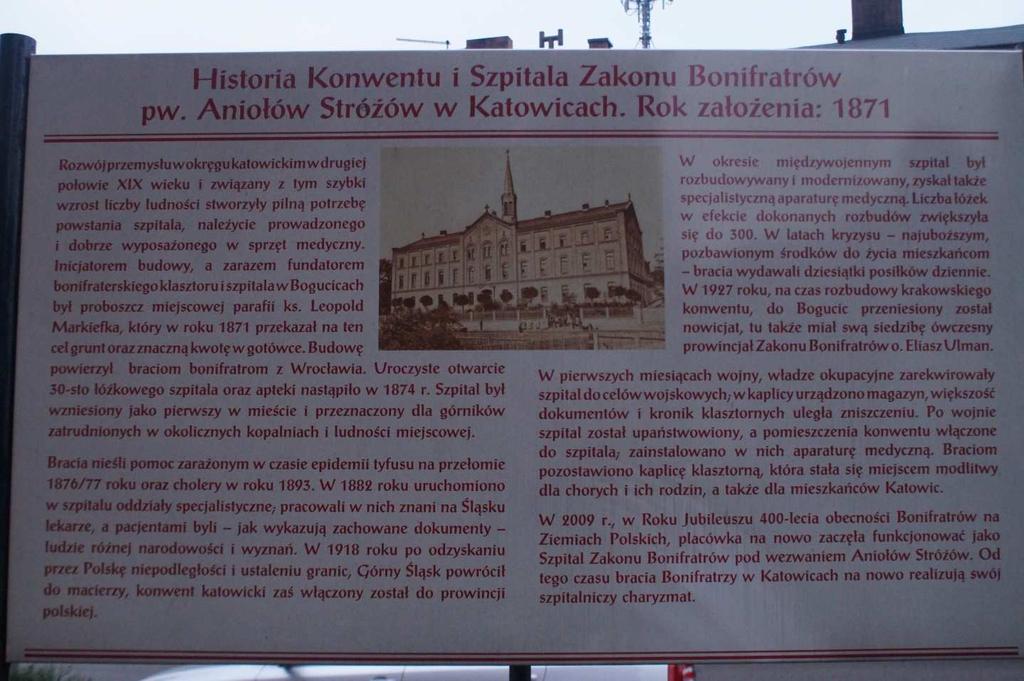 Historia Konwentu i Szpitala Zakonu Bonifratrów
pw. Aniołów Stróżów w Katowicach. Rok założenia: 1871
Rozwój przemysłu w okręgu katowickim w drugiej
połowie XIX wieku i związany z tym szybki
wzrost liczby ludności stworzyły pilną potrzebę
powstania szpitala, należycie prowadzonego
i dobrze wyposażonego w sprzęt medyczny.
Inicjatorem budowy, a zarazem fundatorem
bonifraterskiego klasztoru i szpitala w Bogucicach
był proboszcz miejscowej parafii ks. Leopold
Markiefka, który w roku 1871 przekazał na ten
cel grunt oraz znaczną kwotę w gotówce. Budowę
powierzył braciom bonifratrom z Wrocławia. Uroczyste otwarcie
30-sto łóżkowego szpitala oraz apteki nastąpiło w 1874 r. Szpital był
wzniesiony jako pierwszy w mieście i przeznaczony dla górników
zatrudnionych w okolicznych kopalniach i ludności miejscowej.
Bracia nieśli pomoc zarażonym w czasie epidemii tyfusu na przełomie
1876/77 roku oraz cholery w roku 1893. W 1882 roku uruchomiono
w szpitalu oddziały specjalistyczne; pracowali w nich znani na Śląsku
lekarze, a pacjentami byli – jak wykazują zachowane dokumenty –
ludzie różnej narodowości i wyznań. W 1918 roku po odzyskaniu
przez Polskę niepodległości i ustaleniu granic, Górny Śląsk powrócił
do macierzy, konwent katowicki zaś włączony został do prowincji
polskiej.
W okresie międzywojennym szpital był
rozbudowywany i modernizowany, zyskał także
specjalistyczną aparaturę medyczną. Liczba łóżek
w efekcie dokonanych rozbudów zwiększyła
się do 300. W latach kryzysu – najuboższym,
pozbawionym środków do życia mieszkańcom
– bracia wydawali dziesiątki posiłków dziennie.
W 1927 roku, na czas rozbudowy krakowskiego
konwentu, do Bogucic przeniesiony został
nowicjat, tu także miał swą siedzibę ówczesny
prowincjał Zakonu Bonifratrów o. Eliasz Ulman.
W pierwszych miesiącach wojny, władze okupacyjne zarekwirowały
szpital do celów wojskowych; w kaplicy urządzono magazyn, większość
dokumentów i kronik klasztornych uległa zniszczeniu. Po wojnie
szpital został upaństwowiony, a pomieszczenia konwentu włączone
do szpitala; zainstalowano w nich aparaturę medyczną. Braciom
pozostawiono kaplicę klasztorną, która stała się miejscem modlitwy
dla chorych i ich rodzin, a także dla mieszkańców Katowic.
W 2009 r., w Roku Jubileuszu 400-lecia obecności Bonifratrów na
Ziemiach Polskich, placówka na nowo zaczęła funkcjonować jako
Szpital Zakonu Bonifratrów pod wezwaniem Aniołów Stróżów. Od
tego czasu bracia Bonifratrzy w Katowicach na nowo realizują swój
szpitalniczy charyzmat.